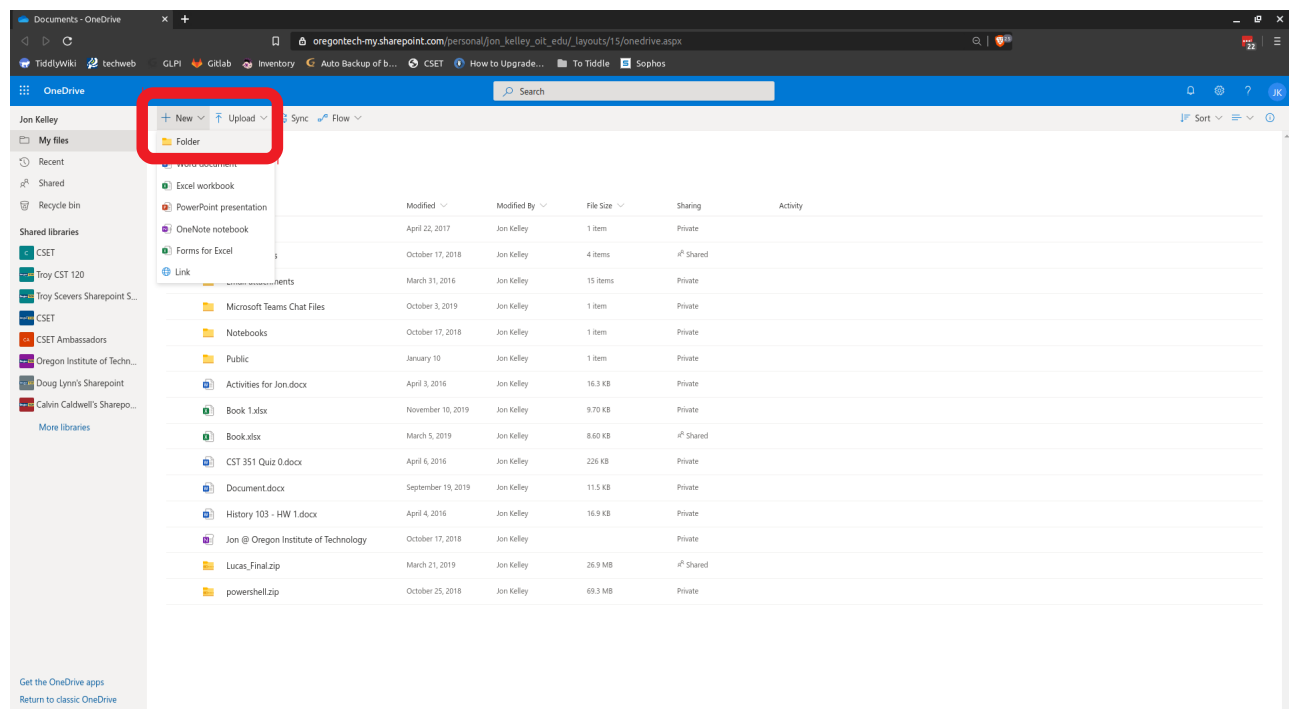 Documents - OneDrive
oregontech-my.sharepoint.com/personal/jon_kelley_oit_edu/_layouts/15/onedrive.aspx
22
TiddlyWiki techweb GLPI Gitlab Inventory Auto Backup of b... CSET How to Upgrade... To Tiddle Sophos
OneDrive Search ? JK
Jon Kelley
+ New Upload Sync Flow Sort
My files
Recent
Shared
Recycle bin
Shared libraries
CSET
Troy CST 120
Troy Scevers Sharepoint S...
CSET
CA CSET Ambassadors
Oregon Institute of Techn...
Doug Lynn's Sharepoint
Calvin Caldwell's Sharepo...
More libraries
Get the OneDrive apps
Return to classic OneDrive
Folder
Word document
Excel workbook
PowerPoint presentation
OneNote notebook
Forms for Excel
Link
Modified Modified By File Size Sharing Activity
April 22, 2017 Jon Kelley 1 item Private
October 17, 2018 Jon Kelley 4 items Shared
Email attachments March 31, 2016 Jon Kelley 15 items Private
Microsoft Teams Chat Files October 3, 2019 Jon Kelley 1 item Private
Notebooks October 17, 2018 Jon Kelley 1 item Private
Public January 10 Jon Kelley 1 item Private
Activities for Jon.docx April 3, 2016 Jon Kelley 16.3 KB Private
Book 1.xlsx November 10, 2019 Jon Kelley 9.70 KB Private
Book.xlsx March 5, 2019 Jon Kelley 8.60 KB Shared
CST 351 Quiz 0.docx April 6, 2016 Jon Kelley 226 KB Private
Document.docx September 19, 2019 Jon Kelley 11.5 KB Private
History 103 - HW 1.docx April 4, 2016 Jon Kelley 16.9 KB Private
Jon @ Oregon Institute of Technology October 17, 2018 Jon Kelley Private
Lucas_Final.zip March 21, 2019 Jon Kelley 26.9 MB Shared
powershell.zip October 25, 2018 Jon Kelley 69.3 MB Private